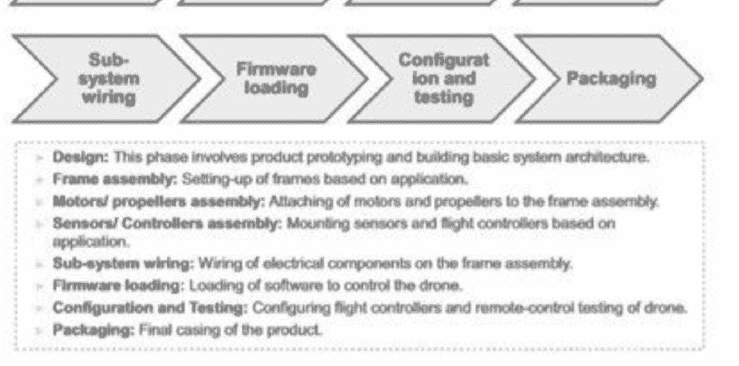 Sub-
system
wiring
Firmware
loading
Configurat
ion and
testing
Packaging
Design: This phase involves product prototyping and building basic system architecture.
Frame assembly: Setting-up of frames based on application.
Motors/ propellers assembly: Attaching of motors and propellers to the frame assembly.
Sensors/ Controllers assembly: Mounting sensors and flight controllers based on
application.
Sub-system wiring: Wiring of electrical components on the frame assembly.
Firmware loading: Loading of software to control the drone.
Configuration and Testing: Configuring flight controllers and remote-control testing of drone.
Packaging: Final casing of the product.